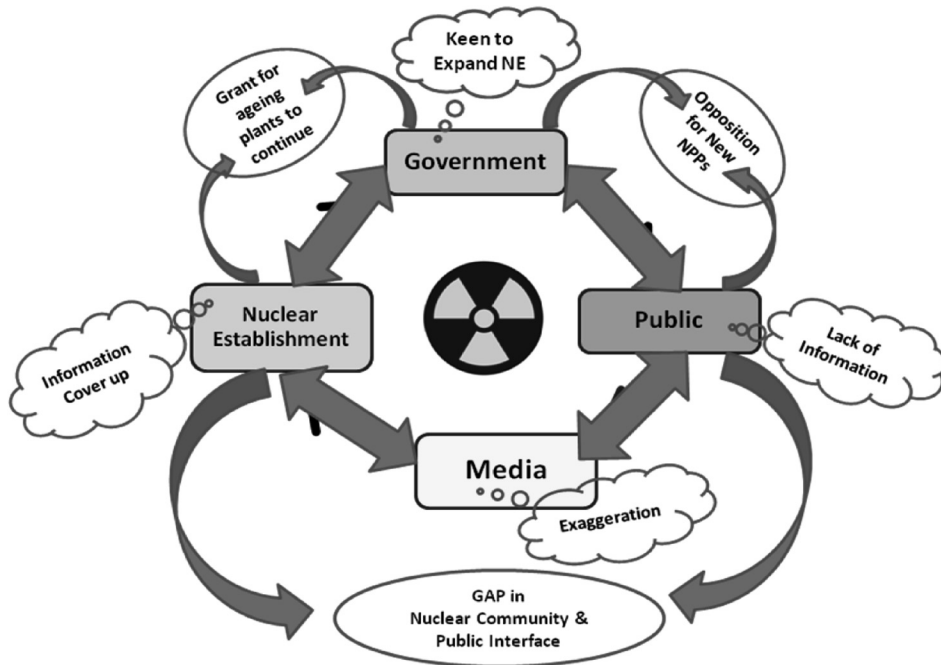 Keen to
Expand NE
Grant for
ageing
plants to
continue
Opposition
for New
NPPs
Government
Nuclear
Establishment
Public
Information
Cover up
Lack of
Information
Media
Exaggeration
GAP in
Nuclear Community &
Public Interface